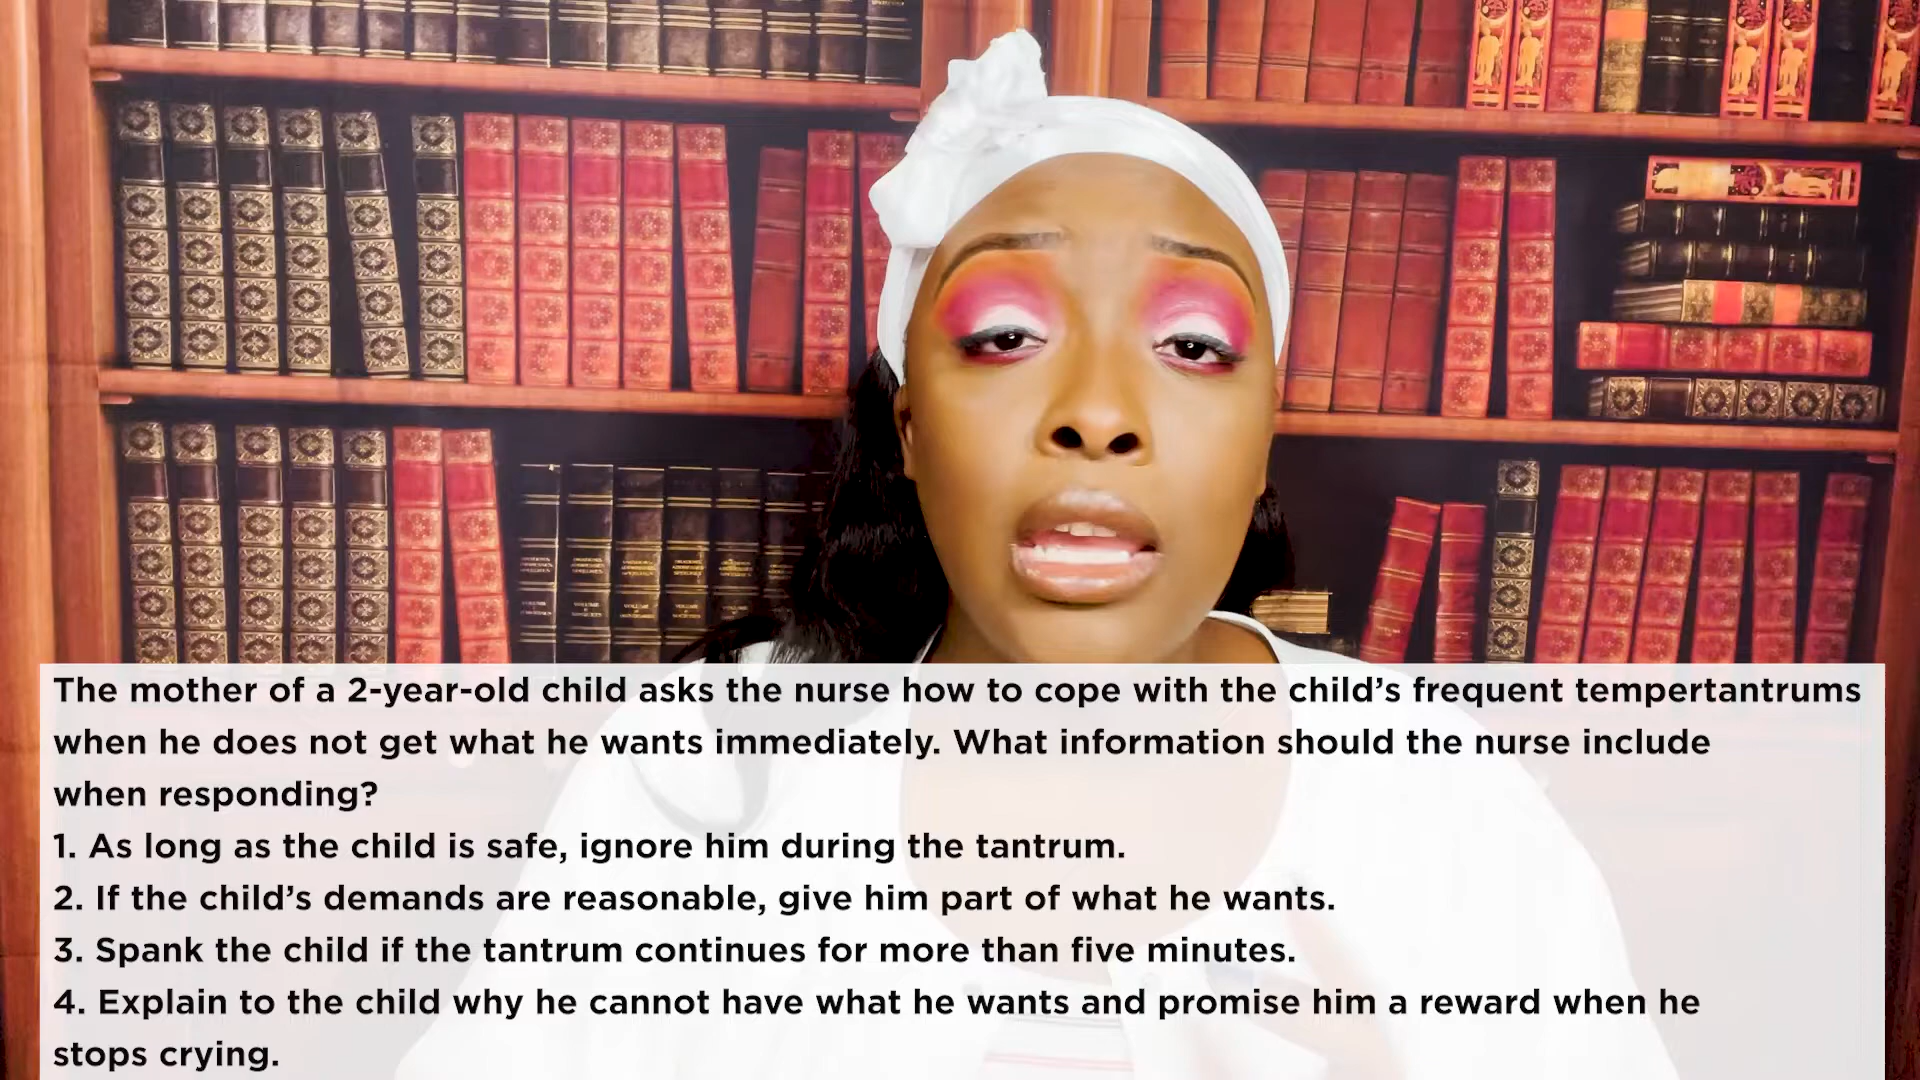 The mother of a 2-year-old child asks the nurse how to cope with the child’s frequent tempertantrums
when he does not get what he wants immediately. What information should the nurse include
when responding?
1. As long as the child is safe, ignore him during the tantrum.
2. If the child’s demands are reasonable, give him part of what he wants.
3. Spank the child if the tantrum continues for more than five minutes.
4. Explain to the child why he cannot have what he wants and promise him a reward when he
stops crying.